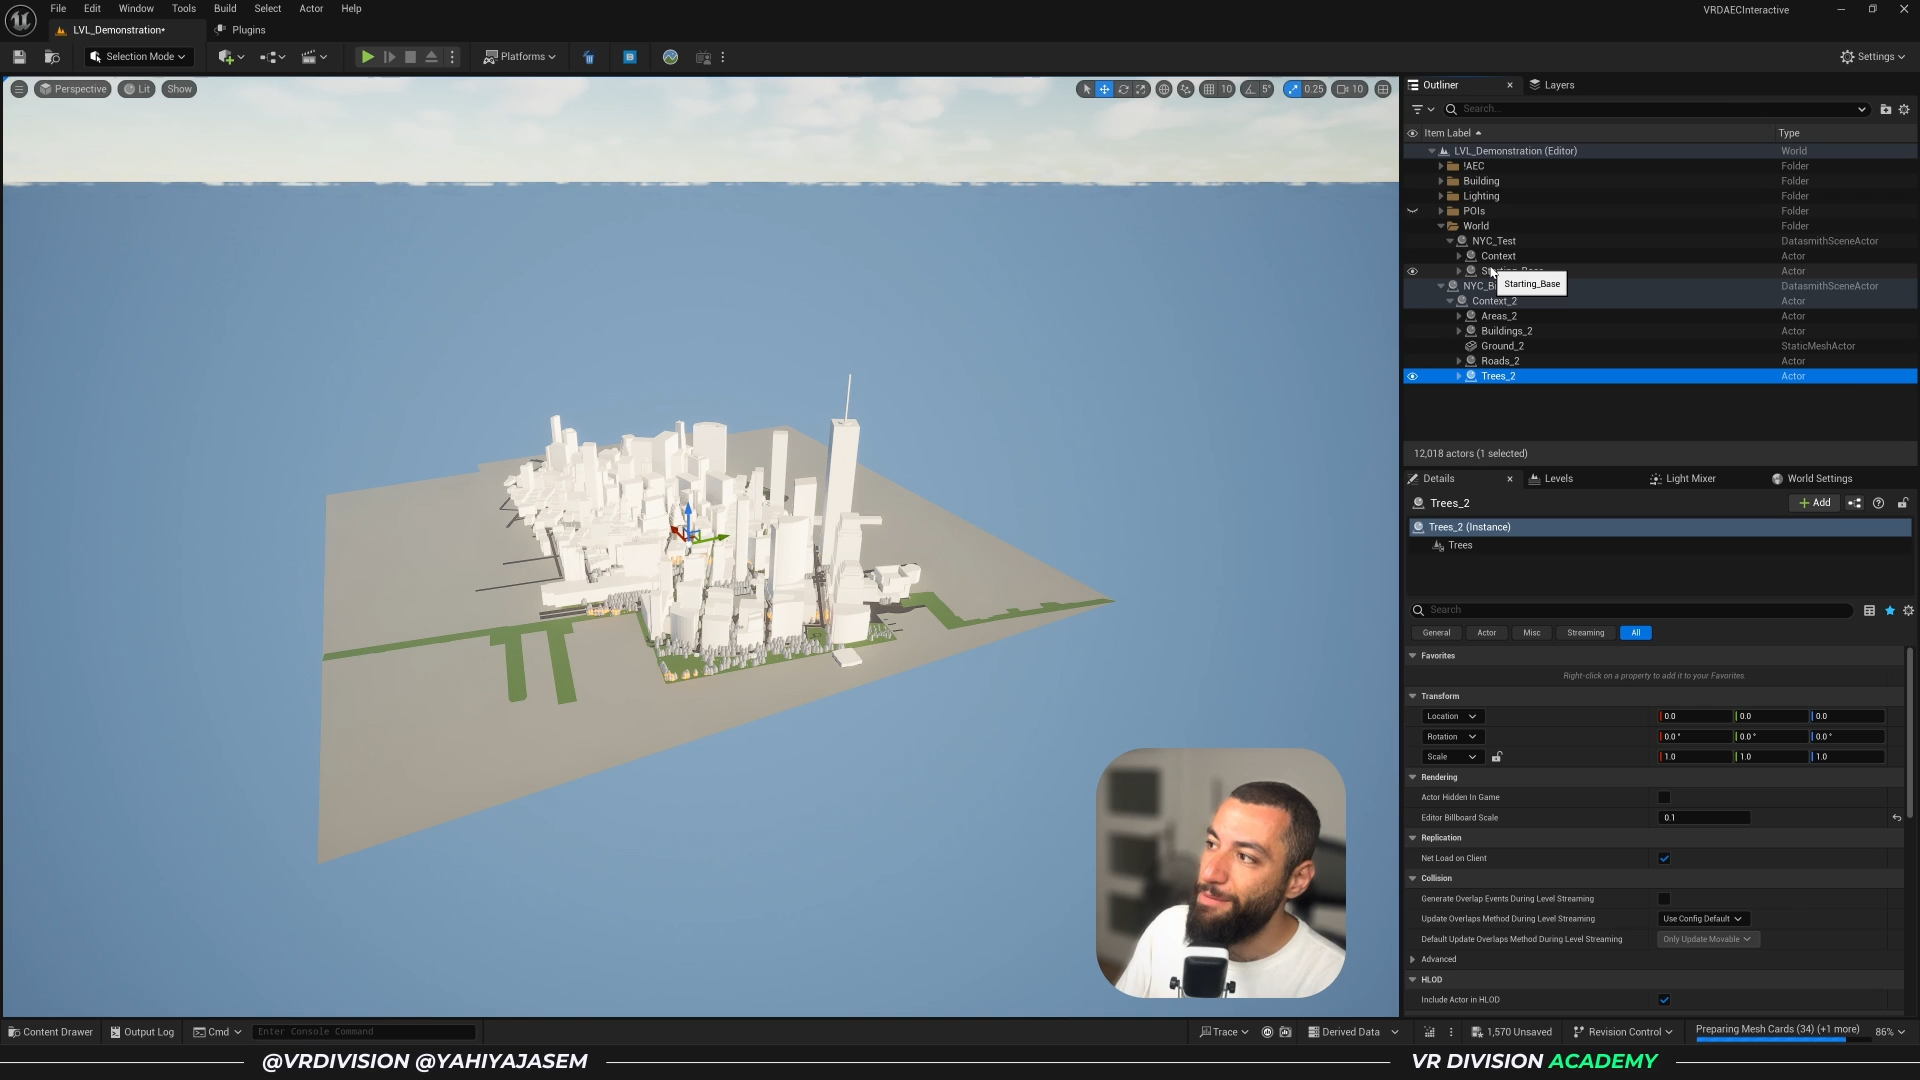 File Edit Window Tools Build Select Actor Help
VRDAECInteractive
LVL_Demonstration•
Plugins
Selection Mode
Platforms
Settings
Perspective
Lit
Show
10
5°
0.25
10
Outliner
Layers
Search...
Item Label
Type
LVL_Demonstration (Editor) World
!AEC Folder
Building Folder
Lighting Folder
POIs Folder
World Folder
NYC_Test DatasmithSceneActor
Context Actor
Starting_Base Actor
Starting_Base
DatasmithSceneActor
Context_2 Actor
Areas_2 Actor
Buildings_2 Actor
Ground_2 StaticMeshActor
Roads_2 Actor
Trees_2 Actor
12,018 actors (1 selected)
Details
Levels
Light Mixer
World Settings
Trees_2
Add
Trees_2 (Instance)
Trees
Search
General Actor Misc Streaming All
Favorites
Right-click on a property to add it to your Favorites.
Transform
Location 0.0 0.0 0.0
Rotation 0.0° 0.0° 0.0°
Scale 1.0 1.0 1.0
Rendering
Actor Hidden In Game
Editor Billboard Scale 0.1
Replication
Net Load on Client
Collision
Generate Overlap Events During Level Streaming
Update Overlaps Method During Level Streaming Use Config Default
Default Update Overlaps Method During Level Streaming Only Update Movable
Advanced
HLOD
Include Actor in HLOD
Content Drawer
Output Log
Cmd
Enter Console Command
Trace
Derived Data
1,570 Unsaved
Revision Control
Preparing Mesh Cards (34) (+1 more) 86%
@VRDIVISION @YAHIYAJASEM
VR DIVISION ACADEMY